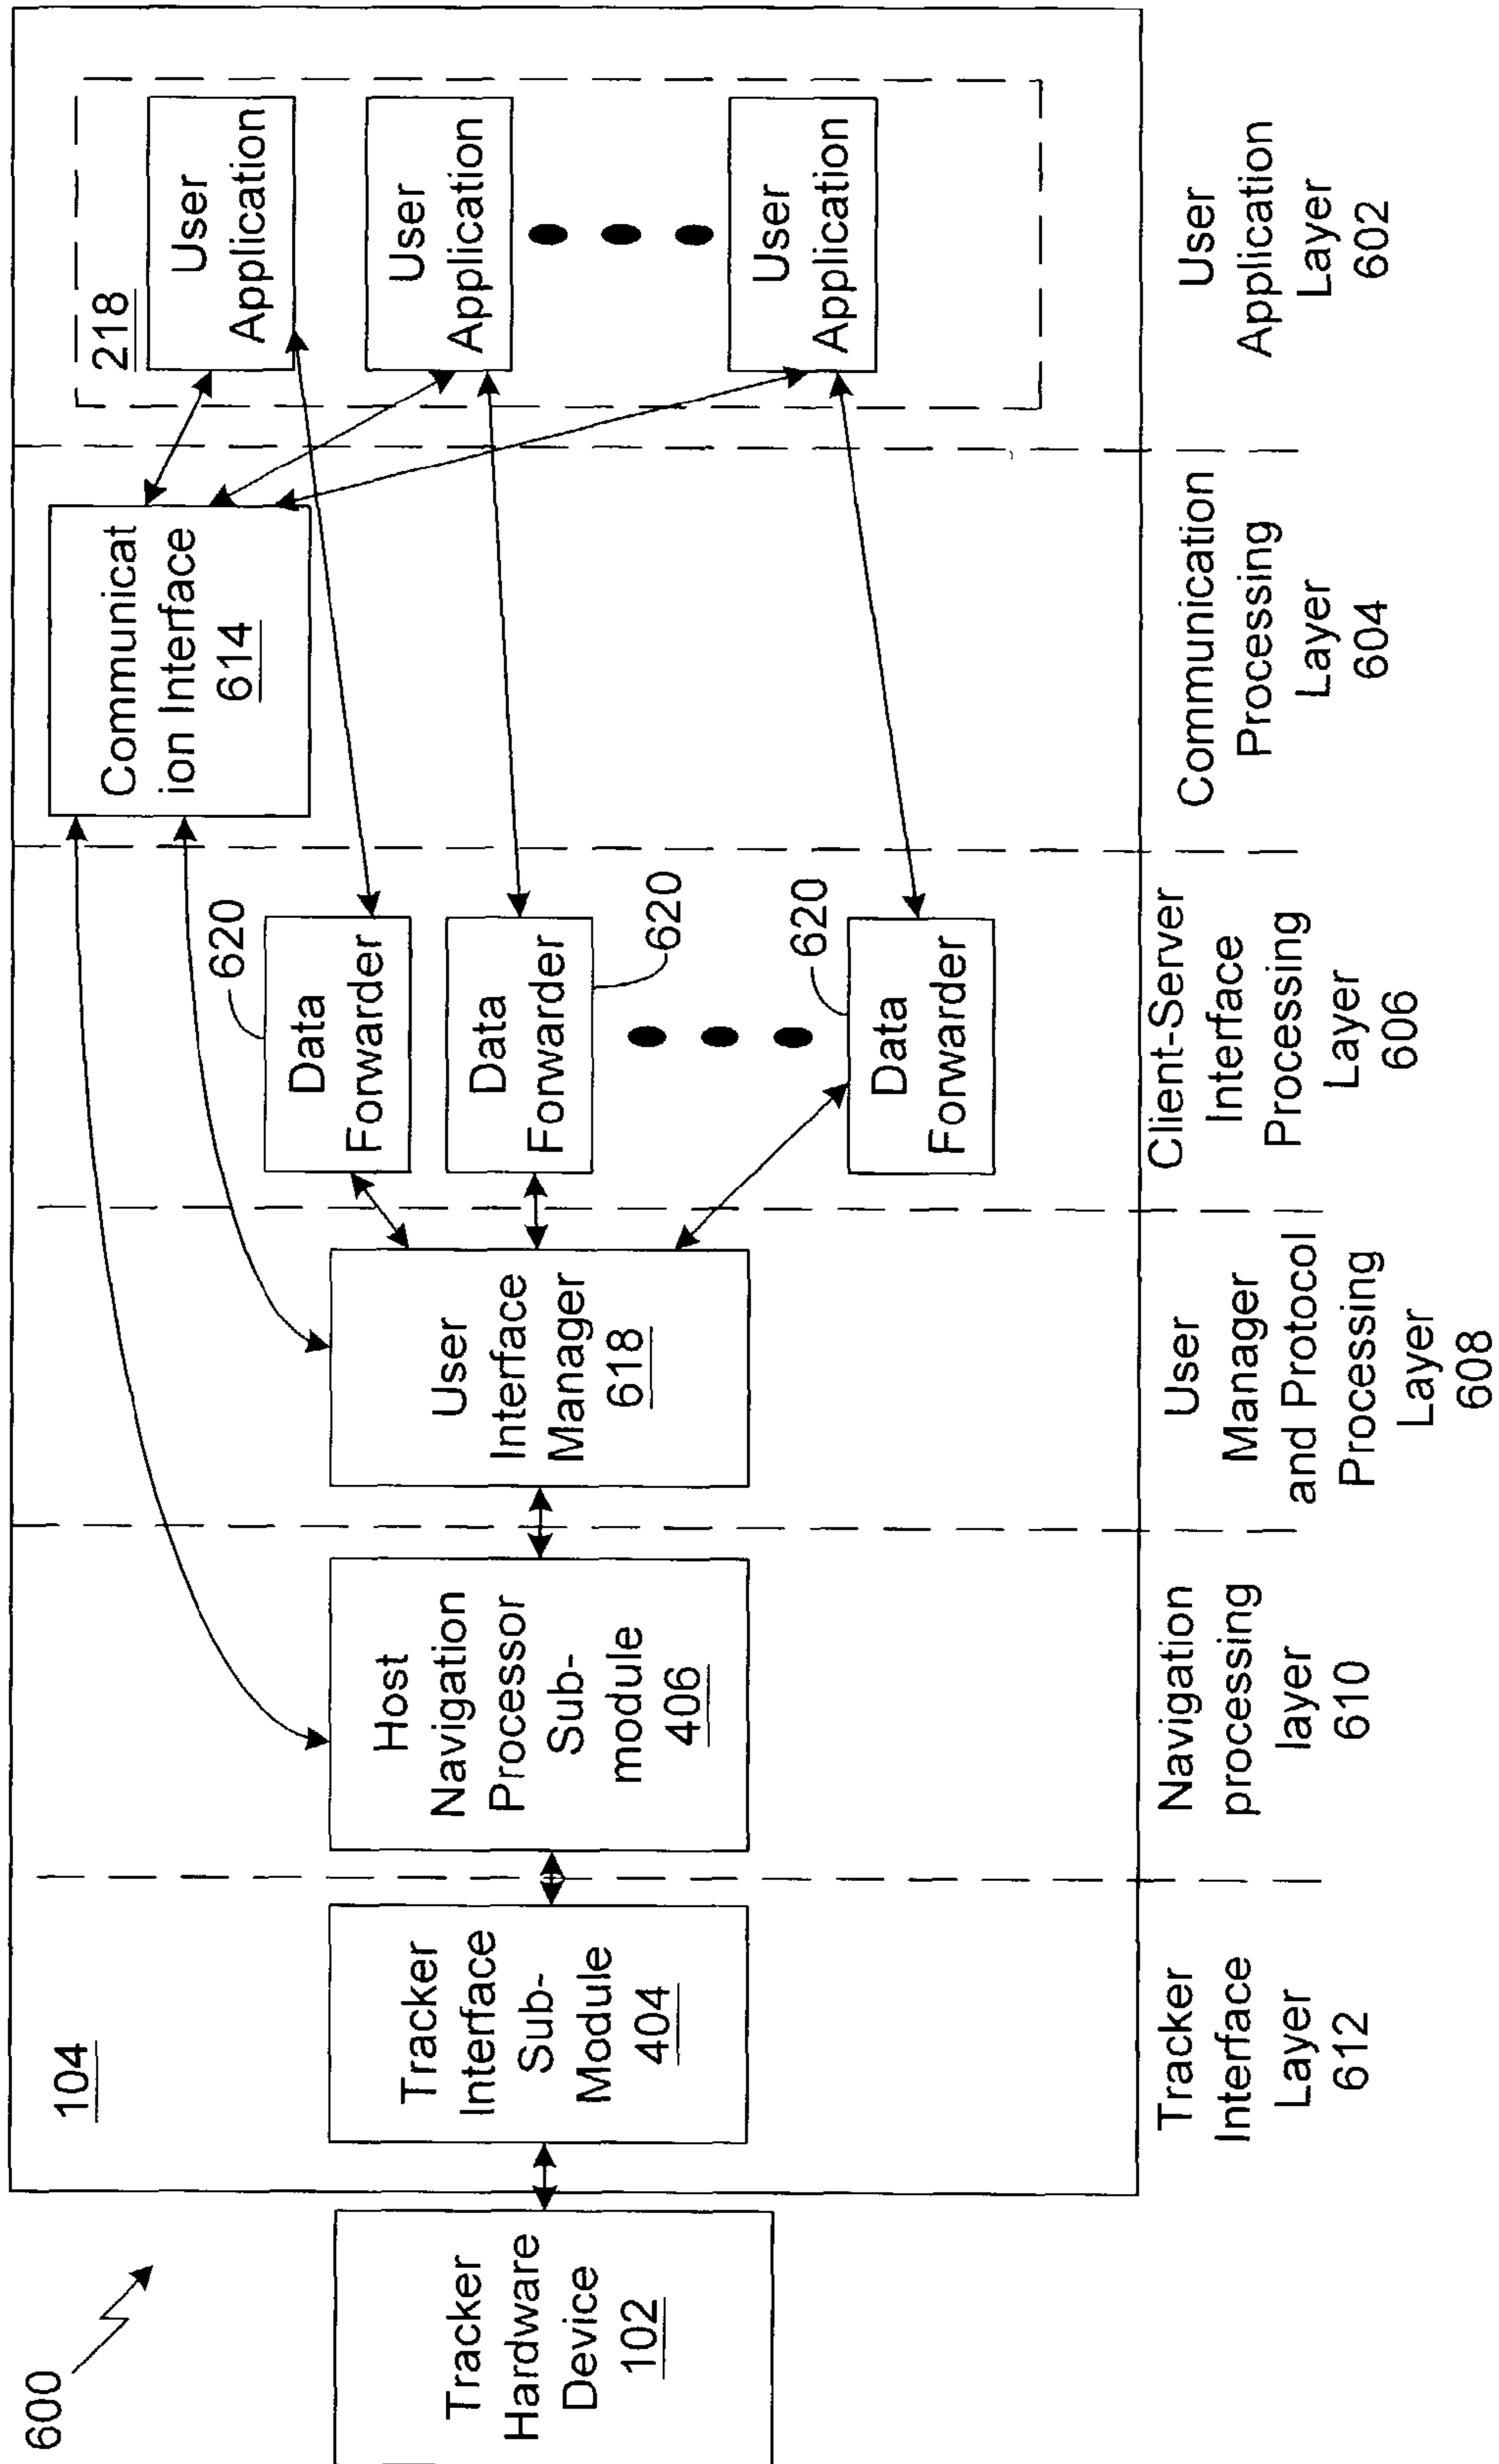 600
Tracker
Hardware
Device
102
104
Tracker
Interface
Sub-
Module
404
Host
Navigation
Processor
Sub-
module
406
User
Interface
Manager
618
620
Data
Forwarder
Data
Forwarder
620
620
Data
Forwarder
Communicat
ion Interface
614
218
User
Application
User
Application
User
Application
Tracker
Interface
Layer
612
Navigation
processing
layer
610
User
Manager
and Protocol
Processing
Layer
608
Client-Server
Interface
Processing
Layer
606
Communication
Processing
Layer
604
User
Application
Layer
602